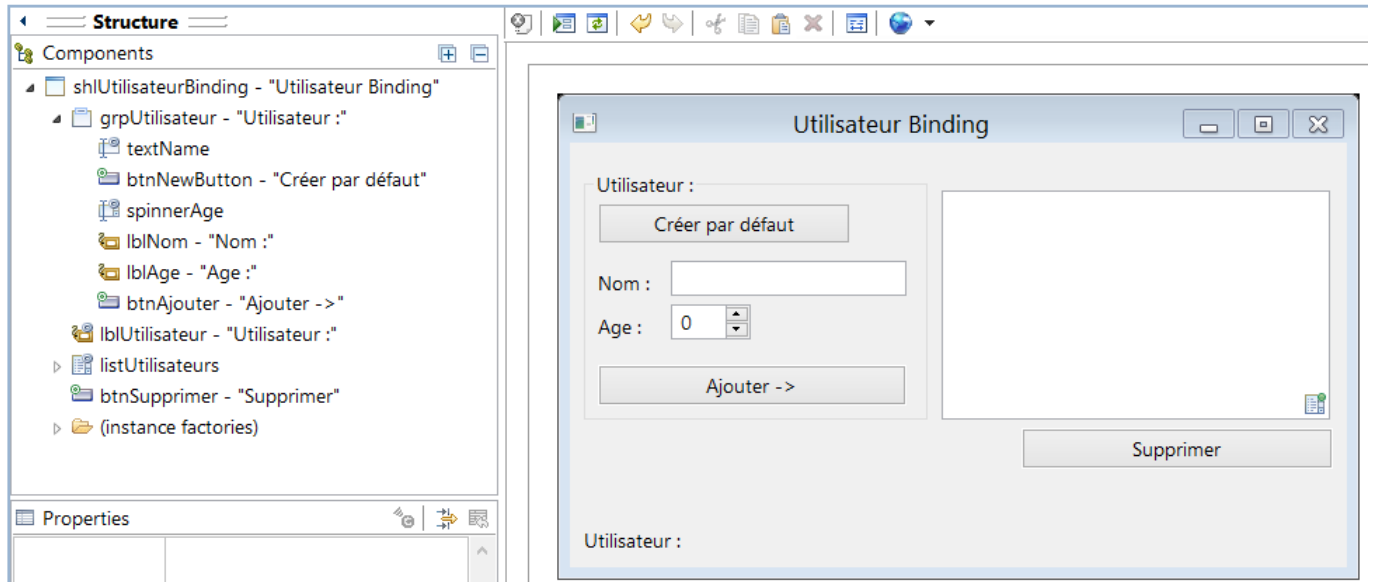 Structure
Components
shlUtilisateurBinding - "Utilisateur Binding"
grpUtilisateur - "Utilisateur :"
textName
btnNewButton - "Créer par défaut"
spinnerAge
lblNom - "Nom :"
lblAge - "Age :"
btnAjouter - "Ajouter ->"
lblUtilisateur - "Utilisateur :"
listUtilisateurs
btnSupprimer - "Supprimer"
(instance factories)
Properties
Utilisateur Binding
Utilisateur :
Créer par défaut
Nom :
Age : 0
Ajouter ->
Supprimer
Utilisateur :